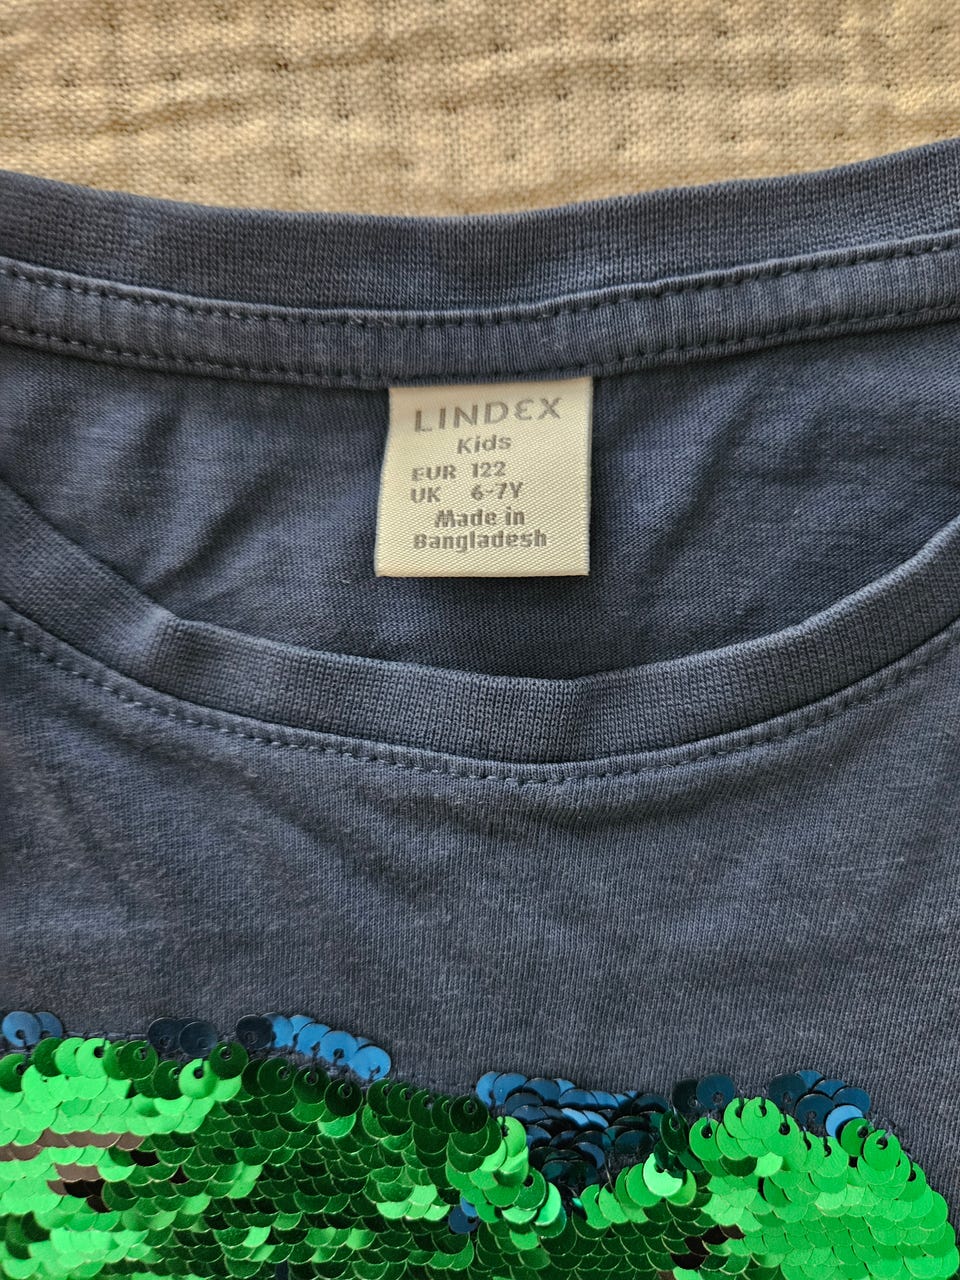 LINDEX
Kids
EUR 122
UK 6-7Y
Made in
Bangladesh